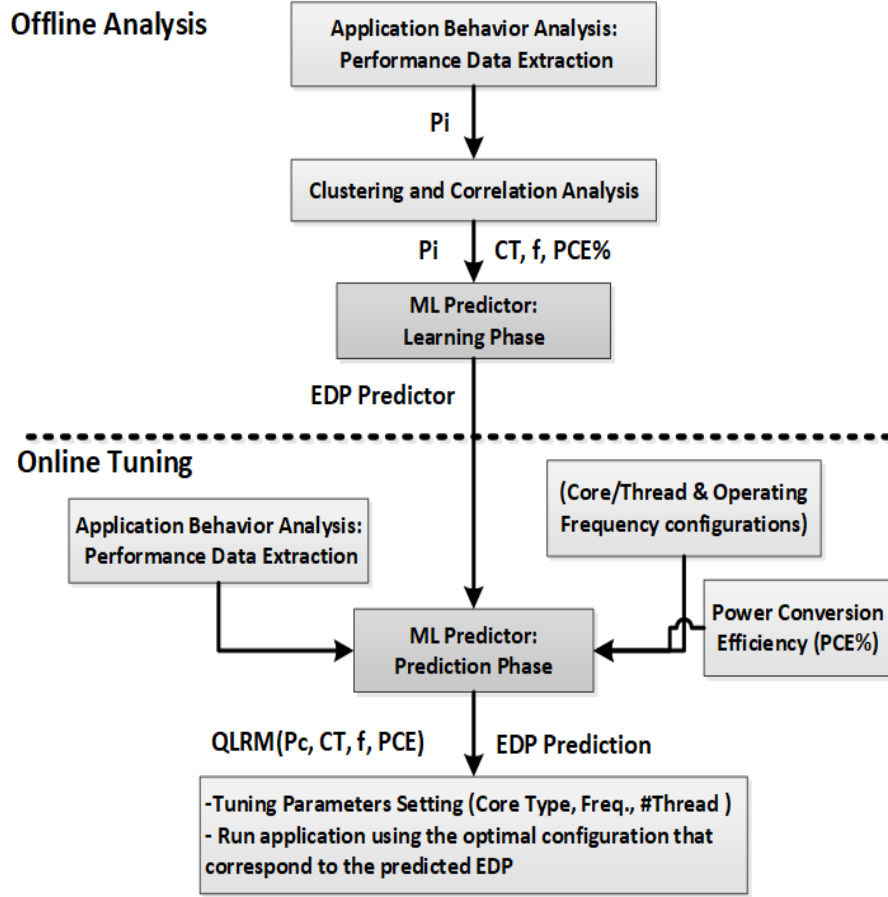 Offline Analysis
Application Behavior Analysis:
Performance Data Extraction
Pi
Clustering and Correlation Analysis
Pi
CT, f, PCE%
ML Predictor:
Learning Phase
EDP Predictor
Online Tuning
(Core/Thread & Operating
Frequency configurations)
Application Behavior Analysis:
Performance Data Extraction
Power Conversion
Efficiency (PCE%)
ML Predictor:
Prediction Phase
QLRM(Pc, CT, f, PCE)
EDP Prediction
-Tuning Parameters Setting (Core Type, Freq., #Thread )
- Run application using the optimal configuration that
correspond to the predicted EDP